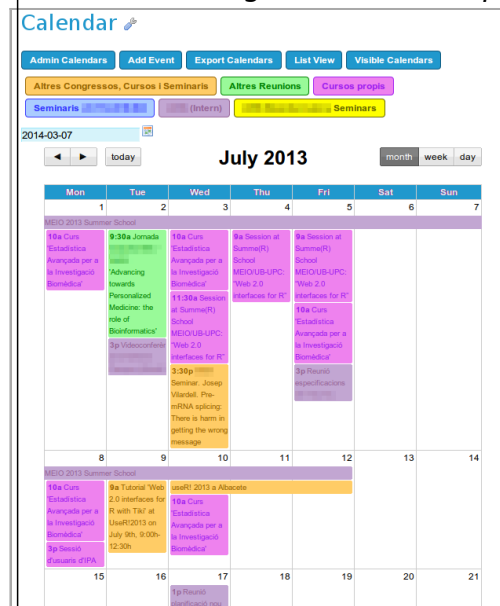 Calendar
Admin Calendars Add Event Export Calendars List View Visible Calendars
Altres Congressos, Cursos i Seminaris Altres Reunions Cursos propis
Seminaris (Intern) Seminars
2014-03-07
today July 2013 month week day
Mon Tue Wed Thu Fri Sat Sun
1 2 3 4 5 6 7
MEIO 2013 Summer School
10a Curs
'Estadística
Avançada per a
la Investigació
Biomèdica'
9:30a Jornada
'Advancing
towards
Personalized
Medicine: the
role of
Bioinformatics'
3p Videoconferèn
10a Curs
'Estadística
Avançada per a
la Investigació
Biomèdica'
11:30a Session
at Summe(R)
School
MEIO/UB-UPC:
"Web 2.0
interfaces for R"
3:30p
Seminar. Josep
Vilardell. Pre-
mRNA splicing:
There is harm in
getting the wrong
message
9a Session at
Summe(R)
School
MEIO/UB-UPC:
"Web 2.0
interfaces for R"
9a Session at
Summe(R)
School
MEIO/UB-UPC:
"Web 2.0
interfaces for R"
10a Curs
'Estadística
Avançada per a
la Investigació
Biomèdica'
3p Reunió
especificacions
8 9 10 11 12 13 14
MEIO 2013 Summer School
10a Curs
'Estadística
Avançada per a
la Investigació
Biomèdica'
3p Sessió
d'usuaris d'IPA
9a Tutorial 'Web
2.0 interfaces for
R with Tiki' at
UseR!2013 on
July 9th, 9:00h-
12:30h
useR! 2013 a Albacete
10a Curs
'Estadística
Avançada per a
la Investigació
Biomèdica'
15 16 17 18 19 20 21
1p Reunió
planificació nou